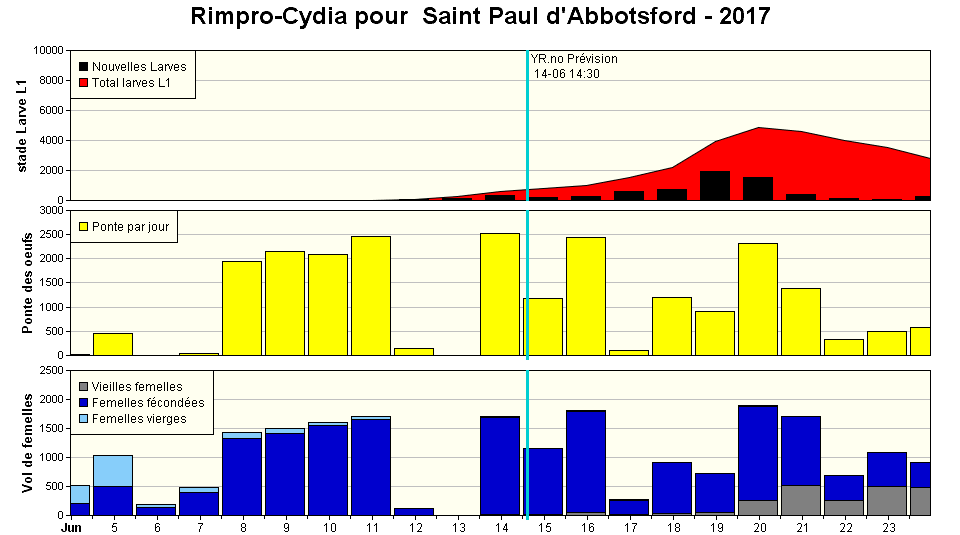 Rimpro-Cydia pour  Saint Paul d'Abbotsford - 2017
stade Larve L1
10000
8000
6000
4000
2000
0
Nouvelles Larves
Total larves L1
YR.no Prévision
14-06 14:30
Ponte des oeufs
3000
2500
2000
1500
1000
500
0
Ponte par jour
Vol de femelles
2500
2000
1500
1000
500
0
Vieilles femelles
Femelles fécondées
Femelles vierges
Jun 5 6 7 8 9 10 11 12 13 14 15 16 17 18 19 20 21 22 23